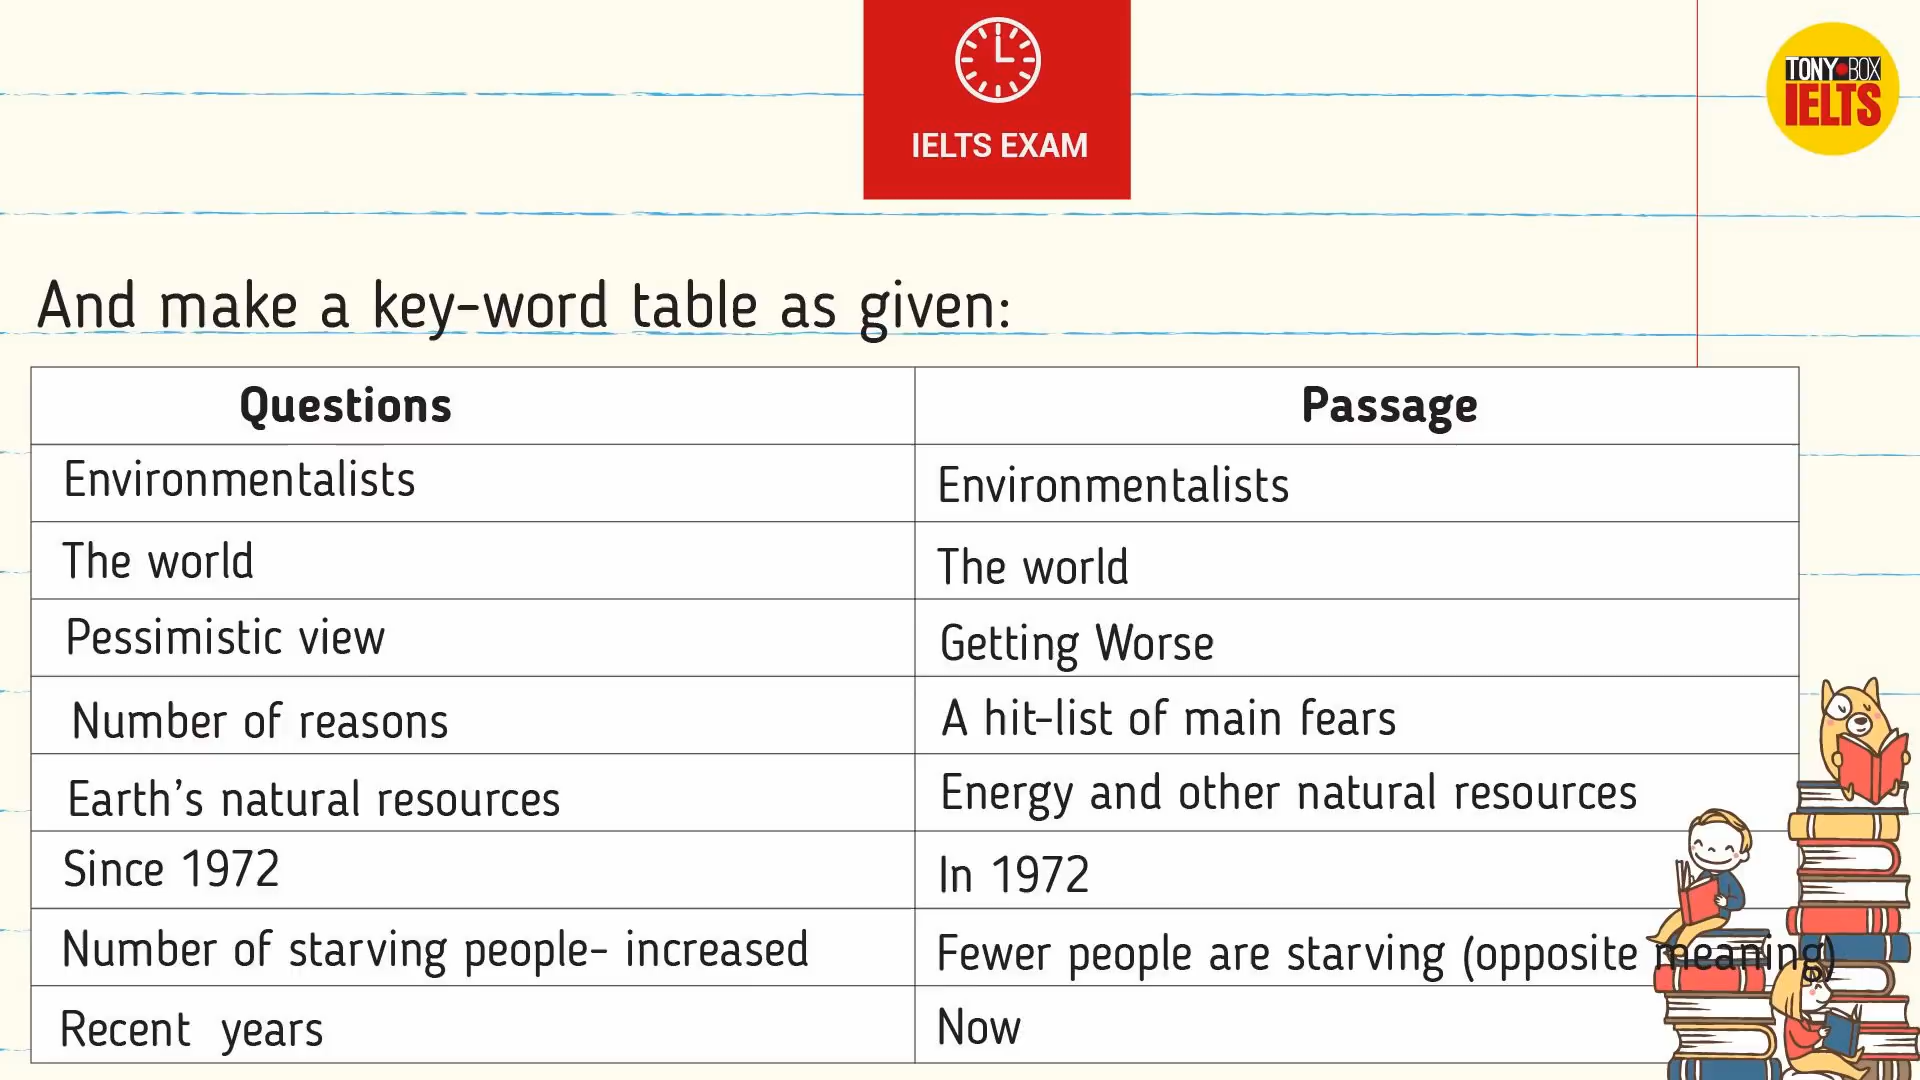 IELTS EXAM
TONY BOX
IELTS
And make a key-word table as given:
Questions Passage
Environmentalists Environmentalists
The world The world
Pessimistic view Getting Worse
Number of reasons A hit-list of main fears
Earth's natural resources Energy and other natural resources
Since 1972 In 1972
Number of starving people- increased Fewer people are starving (opposite meaning)
Recent years Now